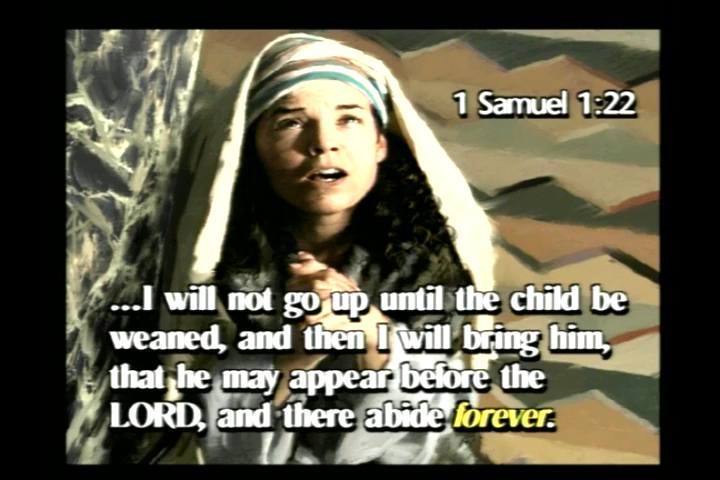 1 Samuel 1:22
...I will not go up until the child be
weaned, and then I will bring him,
that he may appear before the
LORD, and there abide forever.